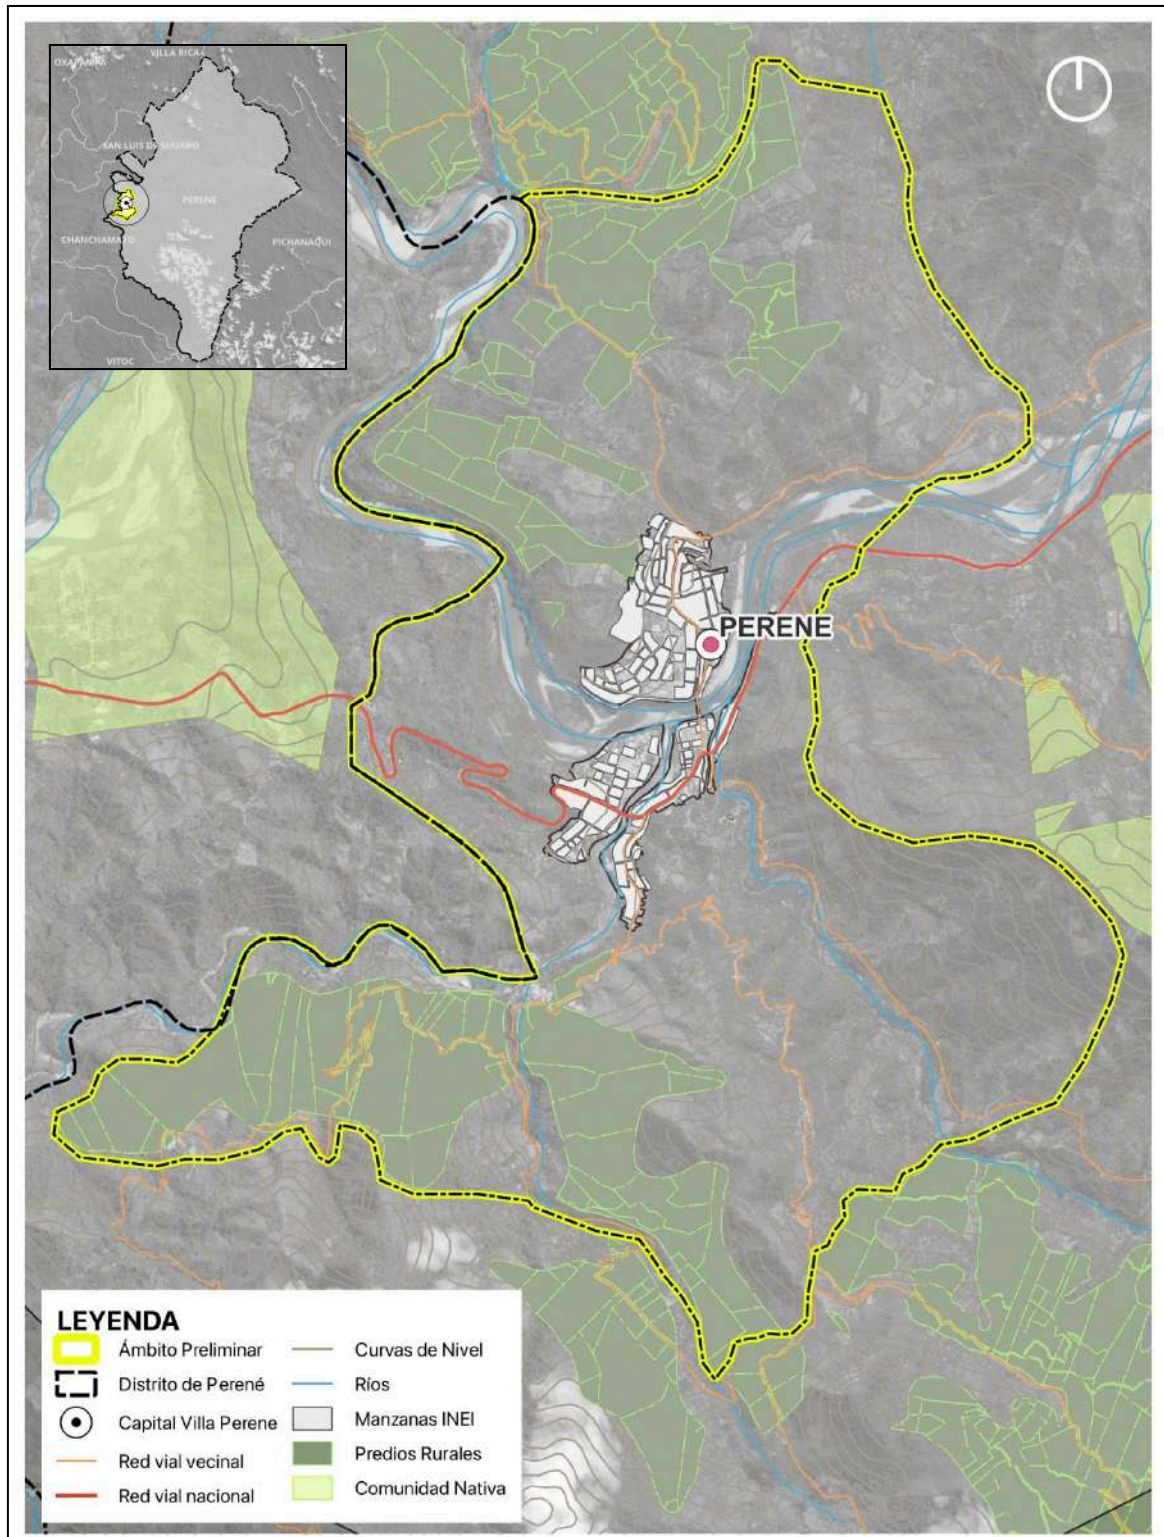 VILLA RICA
OXAPAMPA
SAN LUIS DE SHUARO
PERENE
CHANCHAMAYO
PICHANAQUI
VITOC
PERENE
LEYENDA
Ámbito Preliminar
Distrito de Perené
Capital Villa Perene
Red vial vecinal
Red vial nacional
Curvas de Nivel
Ríos
Manzanas INEI
Predios Rurales
Comunidad Nativa